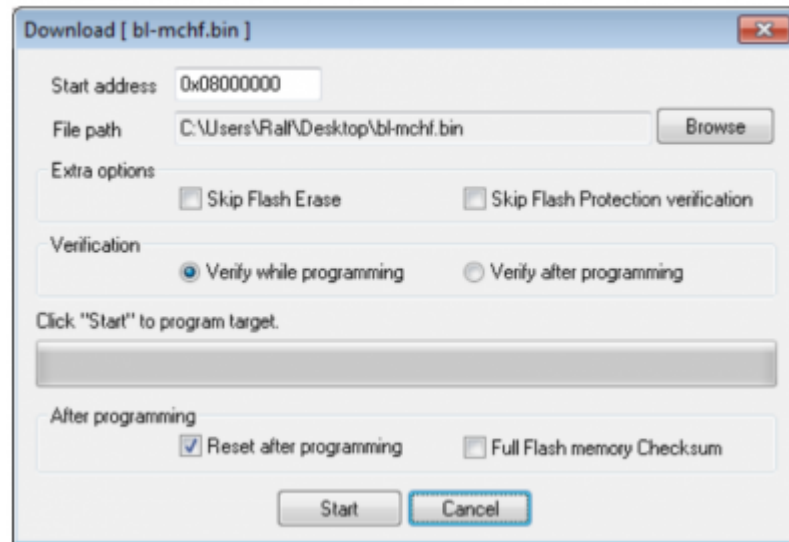 Download [ bl-mchf.bin ]
Start address 0x08000000
File path C:\Users\Ralf\Desktop\bl-mchf.bin Browse
Extra options
Skip Flash Erase Skip Flash Protection verification
Verification
Verify while programming Verify after programming
Click "Start" to program target.
After programming
Reset after programming Full Flash memory Checksum
Start Cancel